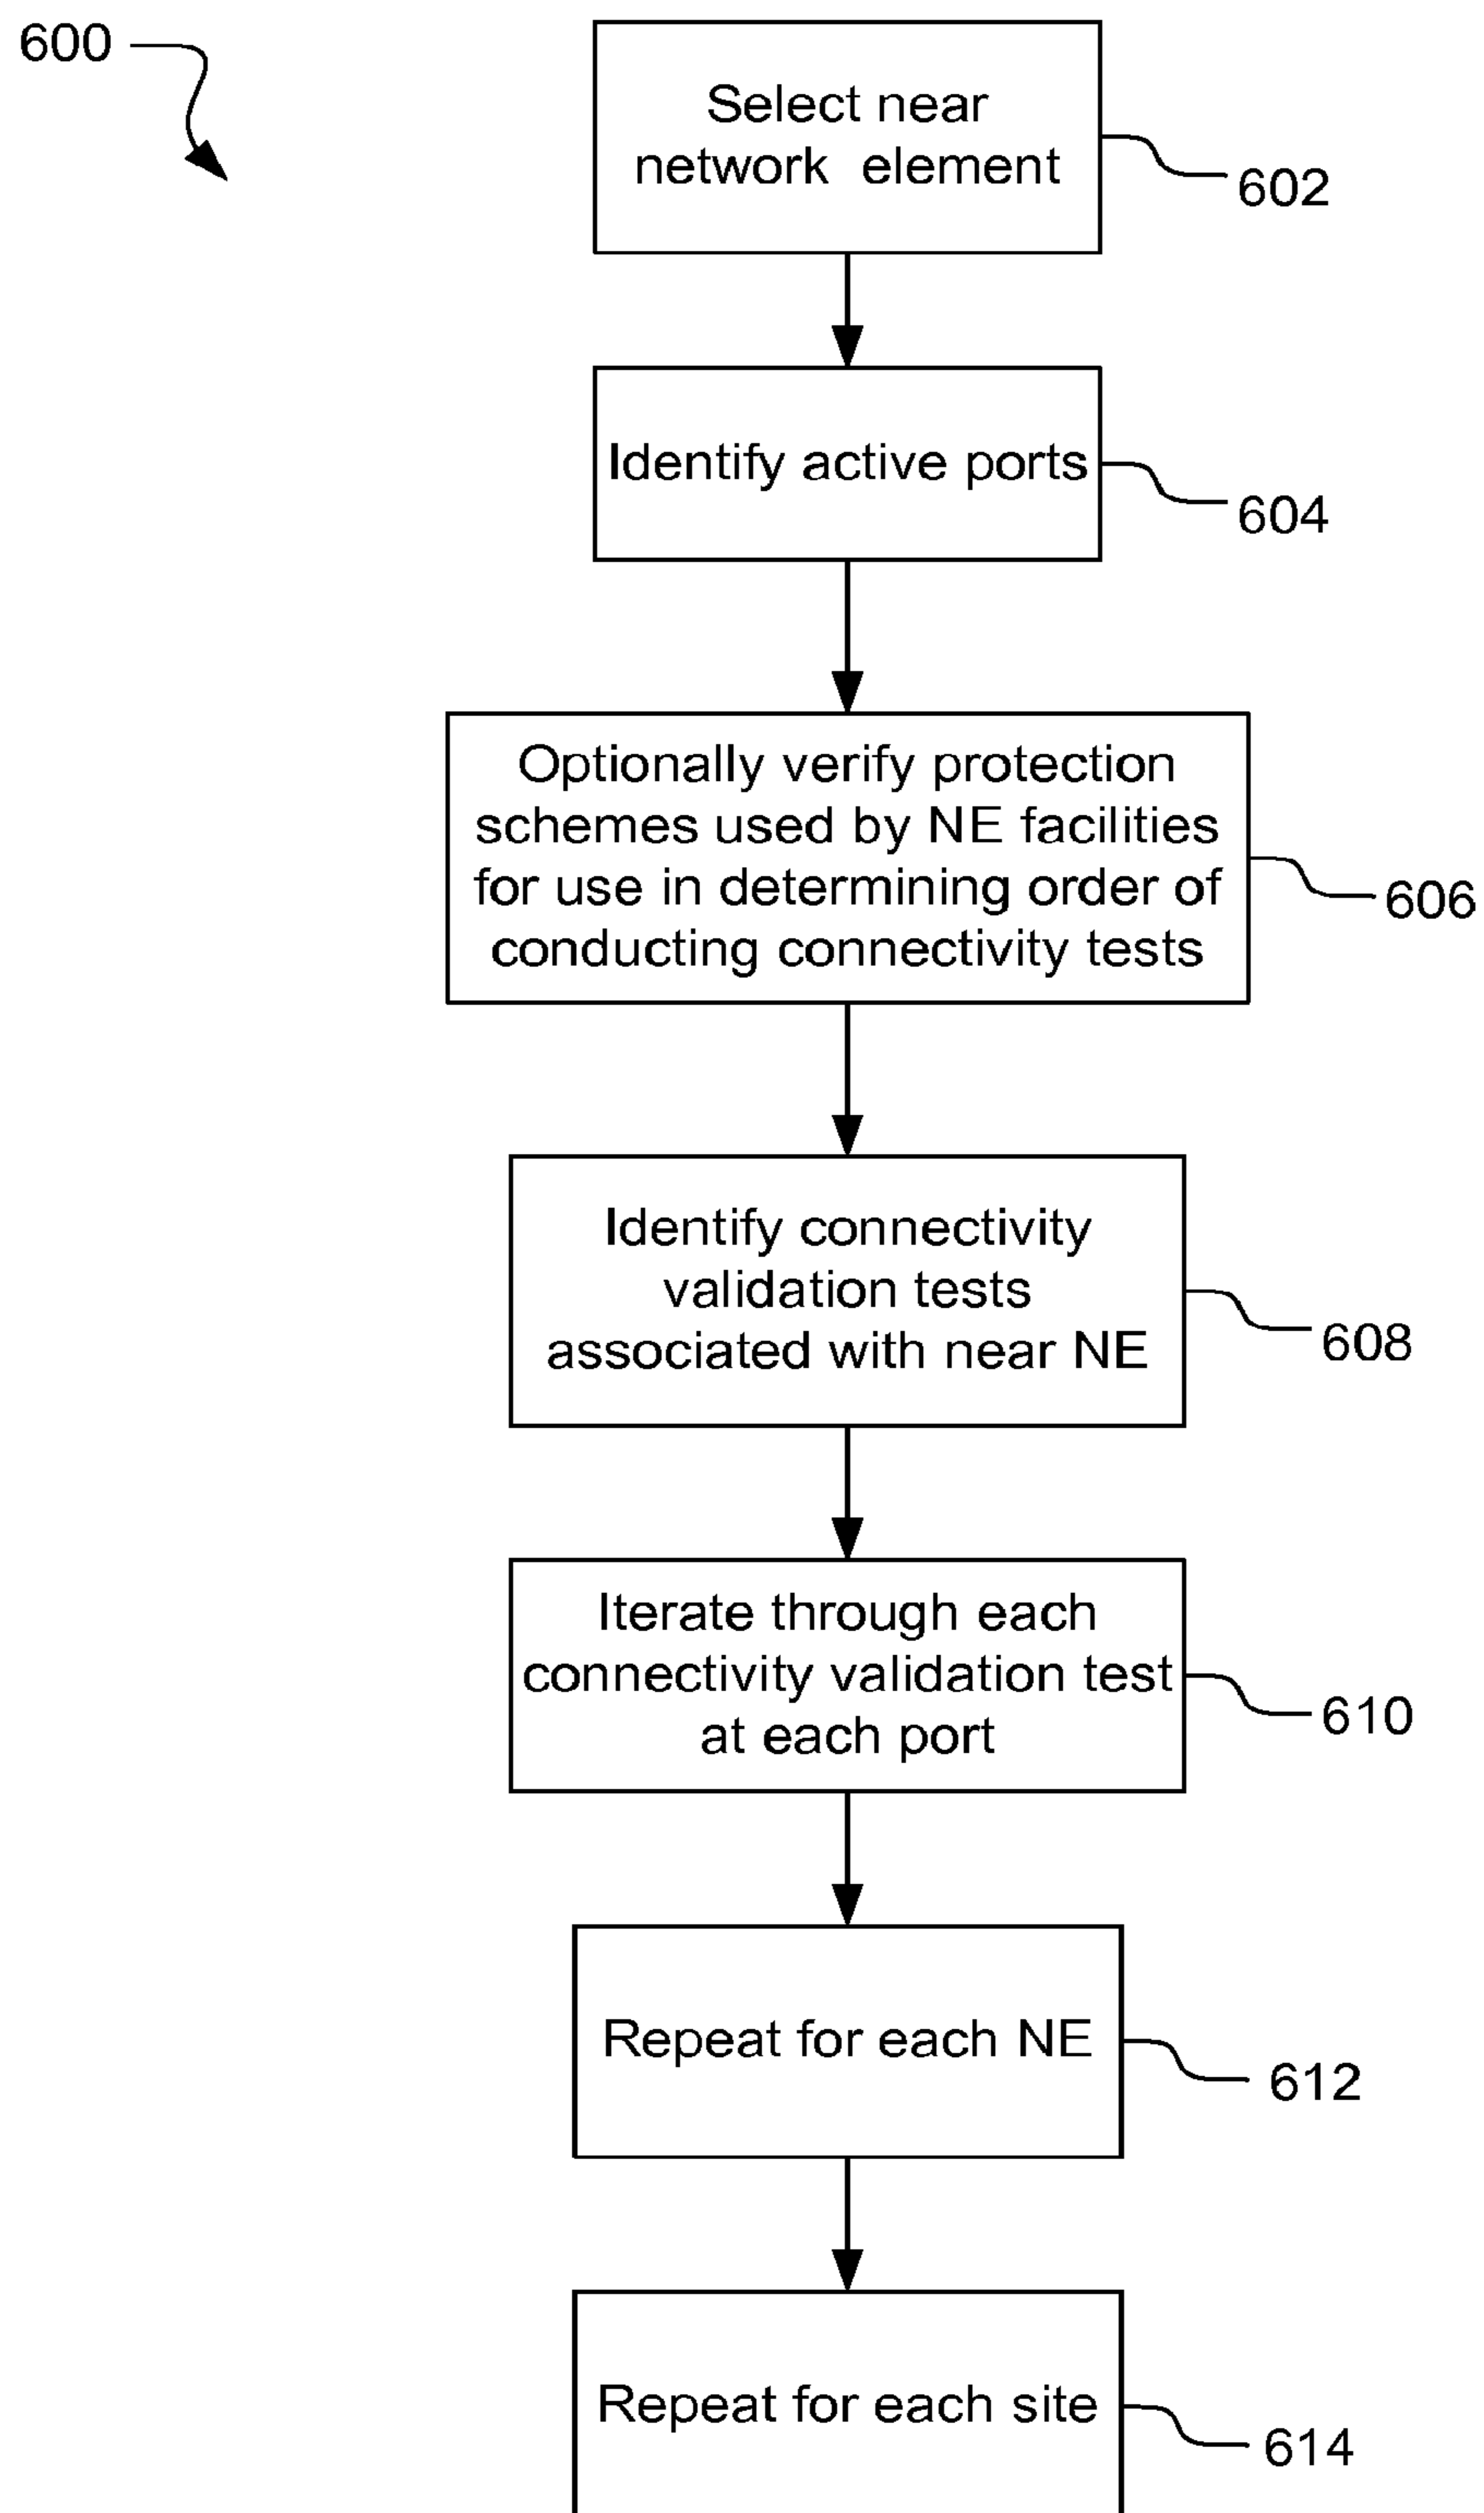 600
Select near
network element
602
Identify active ports
604
Optionally verify protection
schemes used by NE facilities
for use in determining order of
conducting connectivity tests
606
Identify connectivity
validation tests
associated with near NE
608
Iterate through each
connectivity validation test
at each port
610
Repeat for each NE
612
Repeat for each site
614